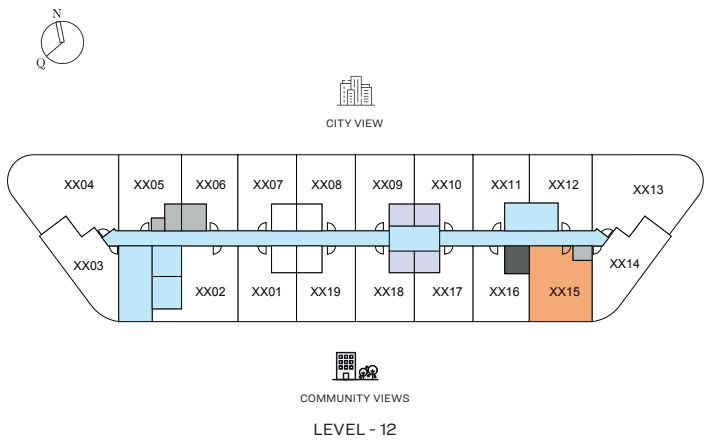 N
Q
CITY VIEW
XX04 XX05 XX06 XX07 XX08 XX09 XX10 XX11 XX12 XX13
XX03 XX02 XX01 XX19 XX18 XX17 XX16 XX15 XX14
COMMUNITY VIEWS
LEVEL - 12